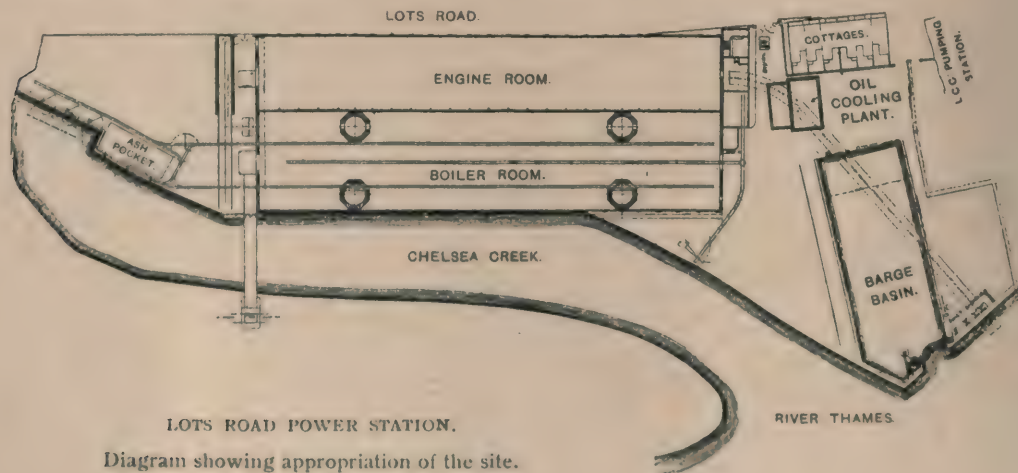 LOTS ROAD.
COTTAGES.
L.C.C. PUMPING
STATION.
ENGINE ROOM.
OIL
COOLING
PLANT.
ASH
POCKET
BOILER ROOM.
CHELSEA CREEK.
BARGE
BASIN.
RIVER THAMES.
LOTS ROAD POWER STATION.
Diagram showing appropriation of the site.